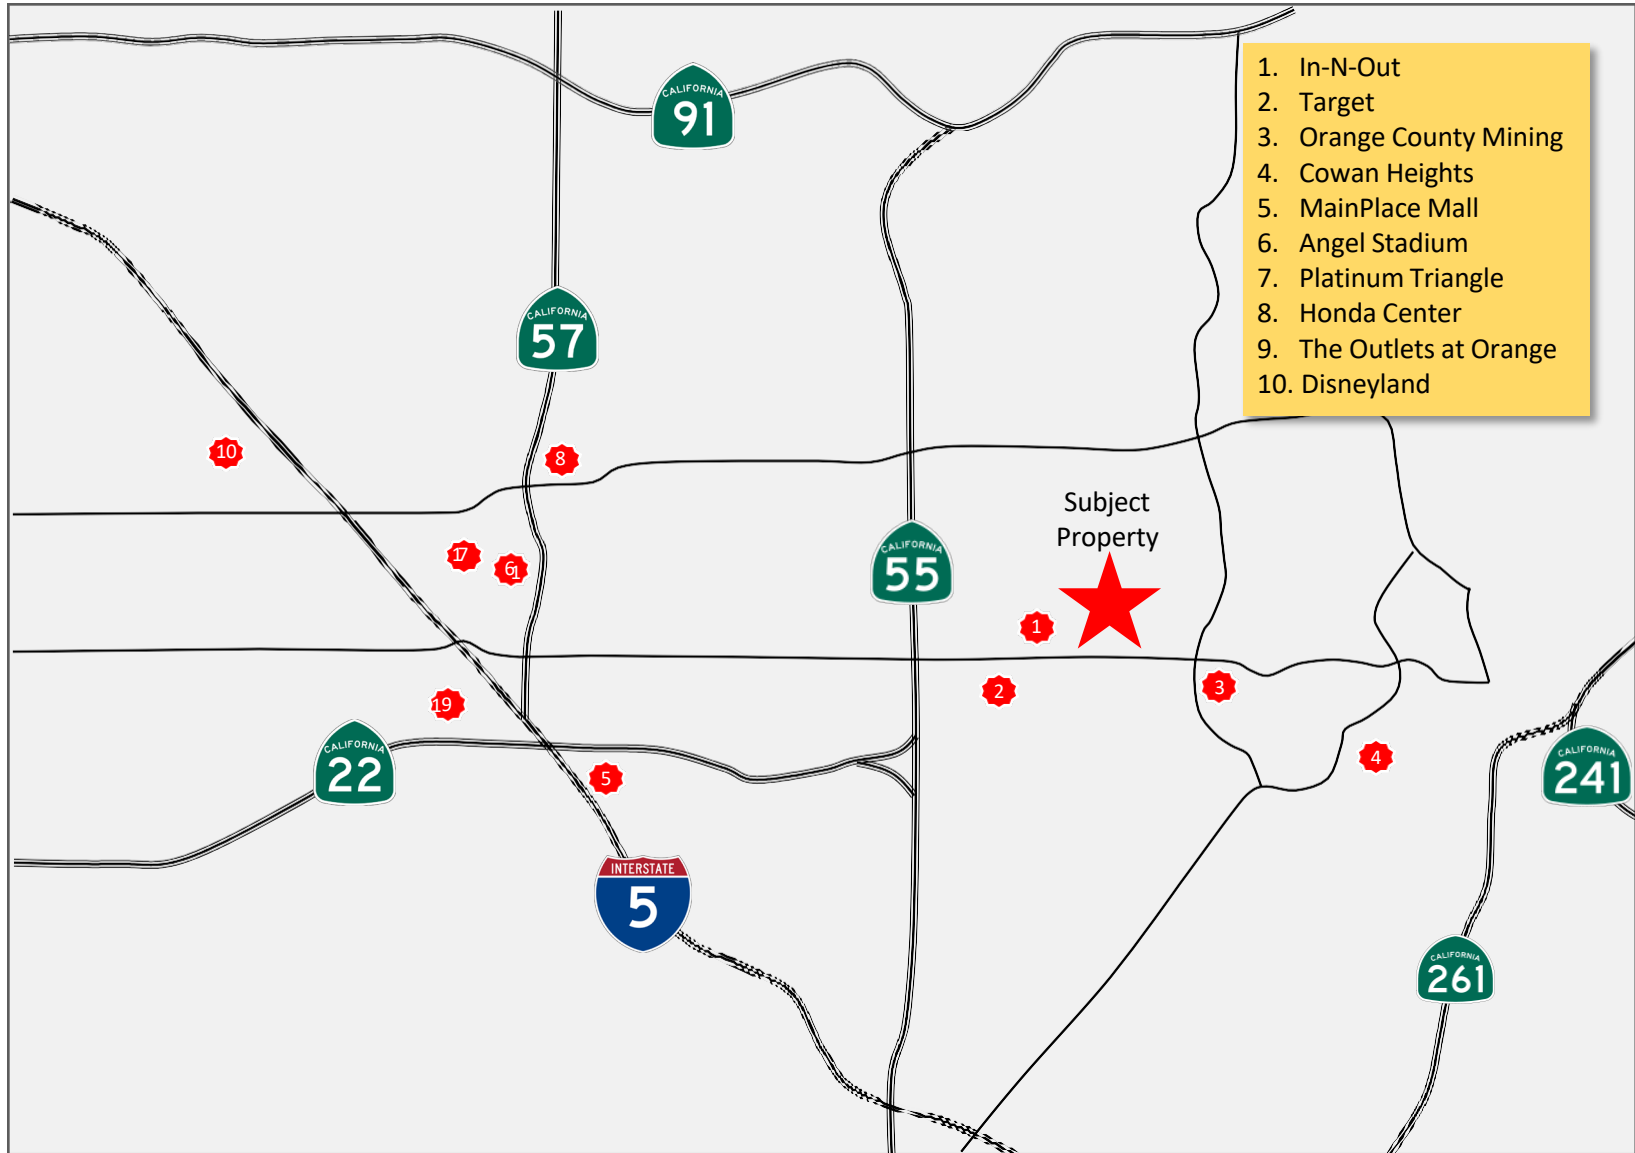 1. In-N-Out
2. Target
3. Orange County Mining
4. Cowan Heights
5. MainPlace Mall
6. Angel Stadium
7. Platinum Triangle
8. Honda Center
9. The Outlets at Orange
10. Disneyland
CALIFORNIA
91
CALIFORNIA
57
10
8
Subject
Property
17
61
CALIFORNIA
55
1
19
2
3
CALIFORNIA
22
5
4
CALIFORNIA
241
INTERSTATE
5
CALIFORNIA
261